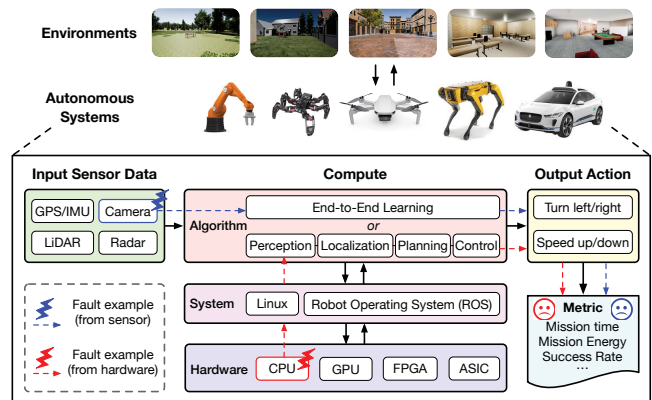 Environments
Autonomous
Systems
Input Sensor Data
Compute
Output Action
GPS/IMU
Camera
LiDAR
Radar
Algorithm
End-to-End Learning
or
Perception
Localization
Planning
Control
Turn left/right
Speed up/down
System
Linux
Robot Operating System (ROS)
Hardware
CPU
GPU
FPGA
ASIC
Fault example
(from sensor)
Fault example
(from hardware)
Metric
Mission time
Mission Energy
Success Rate
...